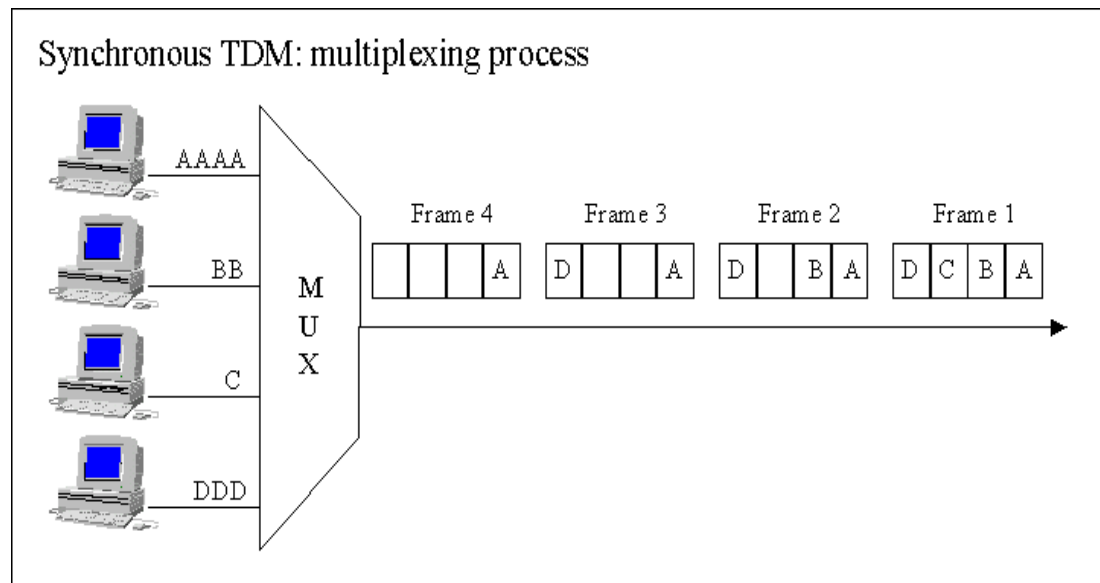 Synchronous TDM: multiplexing process
AAAA
BB
C
DDD
M
U
X
Frame 4 Frame 3 Frame 2 Frame 1
A D A D B A D C B A